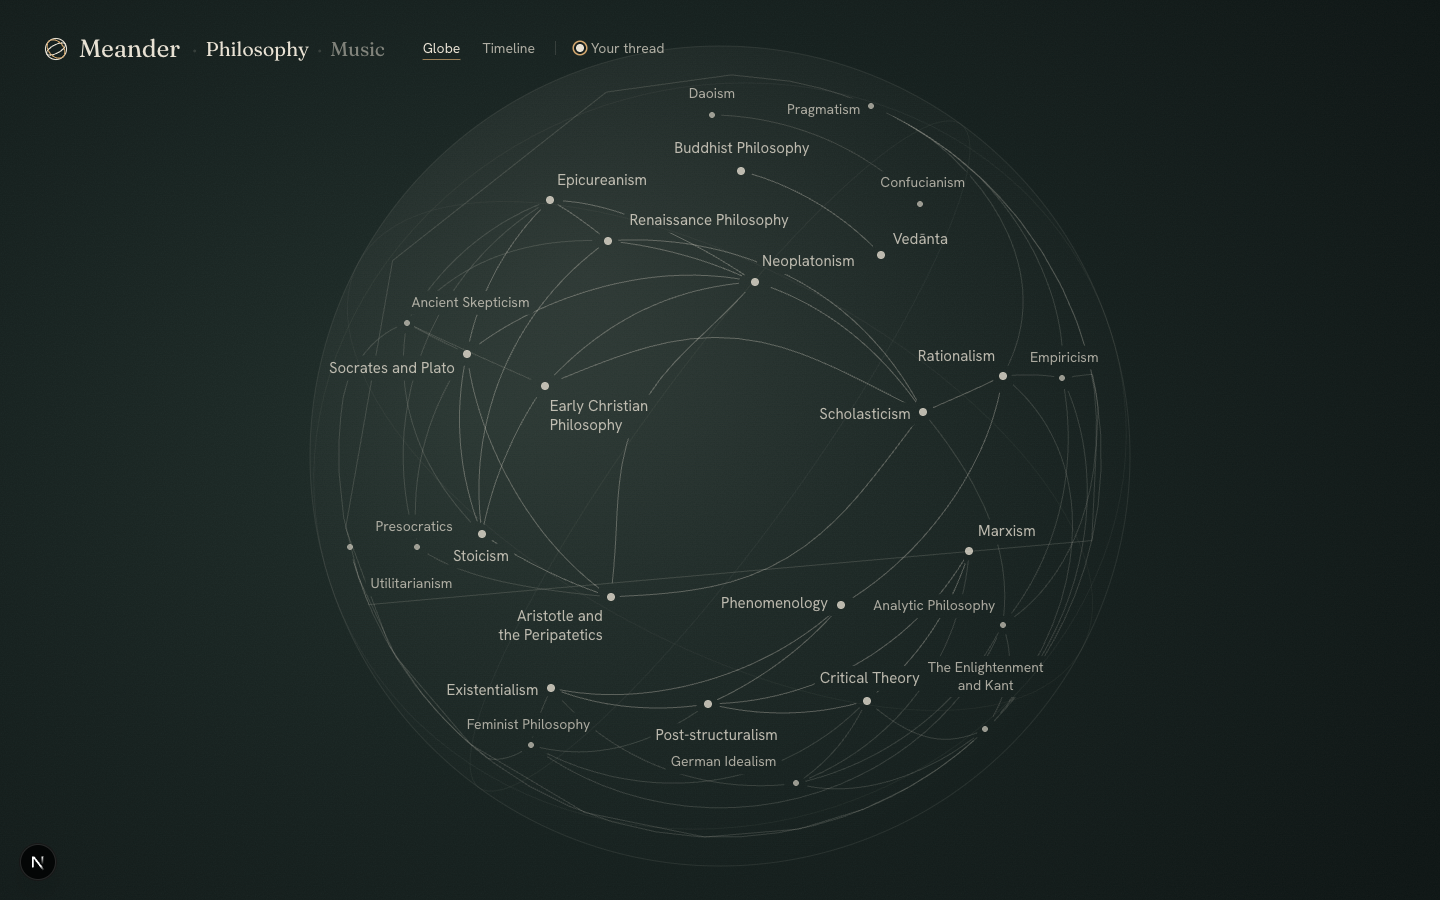 Meander · Philosophy · Music
Globe
Timeline
Your thread
Daoism
Pragmatism
Buddhist Philosophy
Epicureanism
Confucianism
Renaissance Philosophy
Vedānta
Neoplatonism
Ancient Skepticism
Rationalism
Empiricism
Socrates and Plato
Early Christian
Philosophy
Scholasticism
Presocratics
Marxism
Stoicism
Utilitarianism
Phenomenology
Analytic Philosophy
Aristotle and
the Peripatetics
The Enlightenment
and Kant
Critical Theory
Existentialism
Feminist Philosophy
Post-structuralism
German Idealism
N